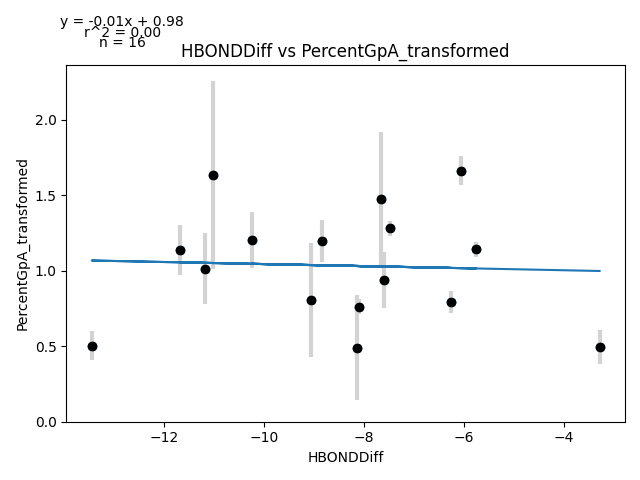 y = -0.01x + 0.98
r^2 = 0.00
n = 16
HBONDDiff vs PercentGpA_transformed
PercentGpA_transformed
2.0
1.5
1.0
0.5
0.0
−12
−10
−8
−6
−4
HBONDDiff